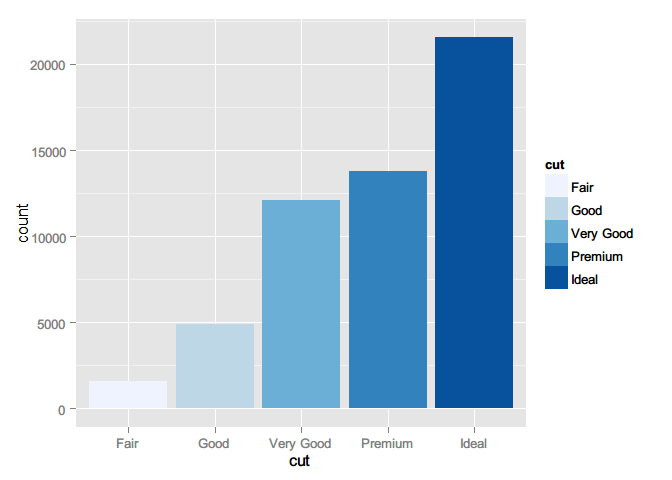 20000
15000
10000
5000
0
count
Fair
Good
Very Good
Premium
Ideal
cut
cut
Fair
Good
Very Good
Premium
Ideal